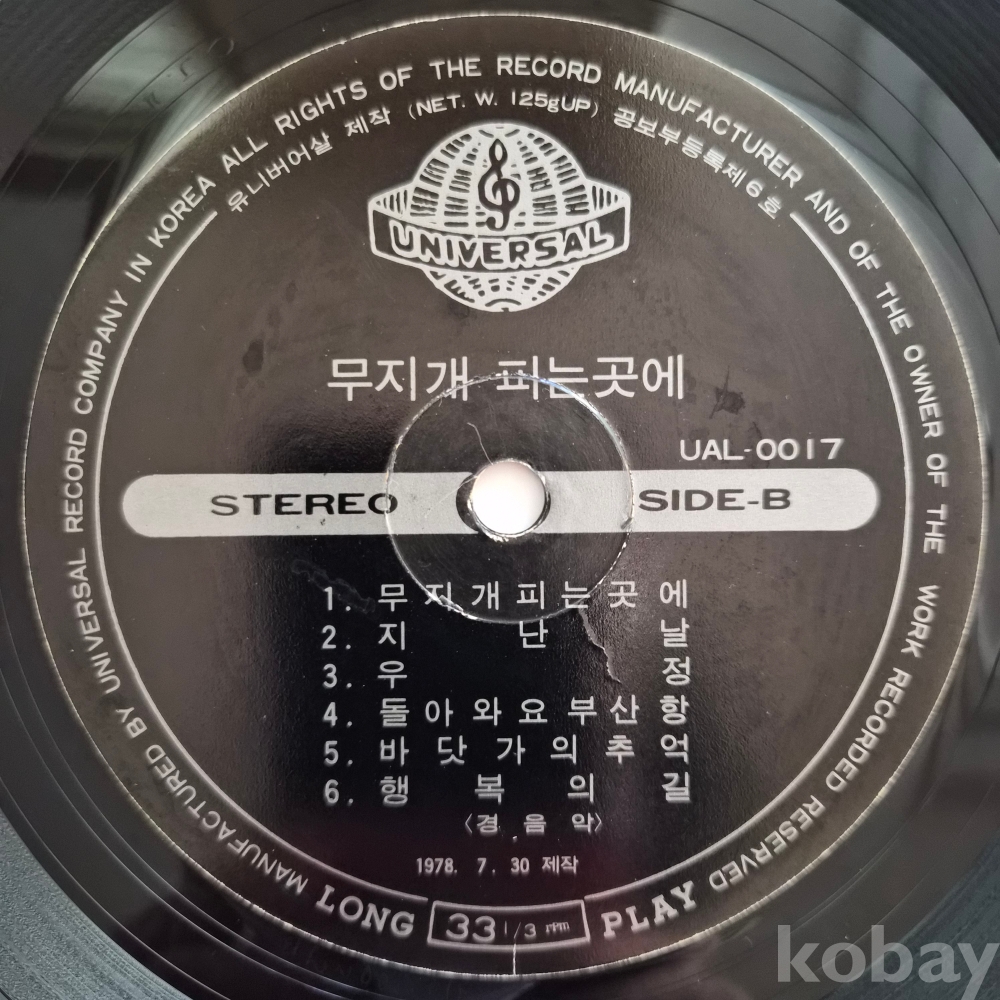 MANUFACTURED BY UNIVERSAL RECORD COMPANY IN KOREA ALL RIGHTS OF THE RECORD MANUFACTURER AND OF THE OWNER OF THE WORK RECORDED RESERVED
유니버어살 제작 (NET. W. 125gUP) 공보부등록제6호
UNIVERSAL
무지개 피는곳에
UAL-0017
STEREO SIDE-B
1. 무지개피는곳에
2. 지난날
3. 우정
4. 돌아와요부산항
5. 바닷가의추억
6. 행복의길
〈경음악〉
1978. 7. 30 제작
LONG 33 1/3 rpm PLAY
kobay